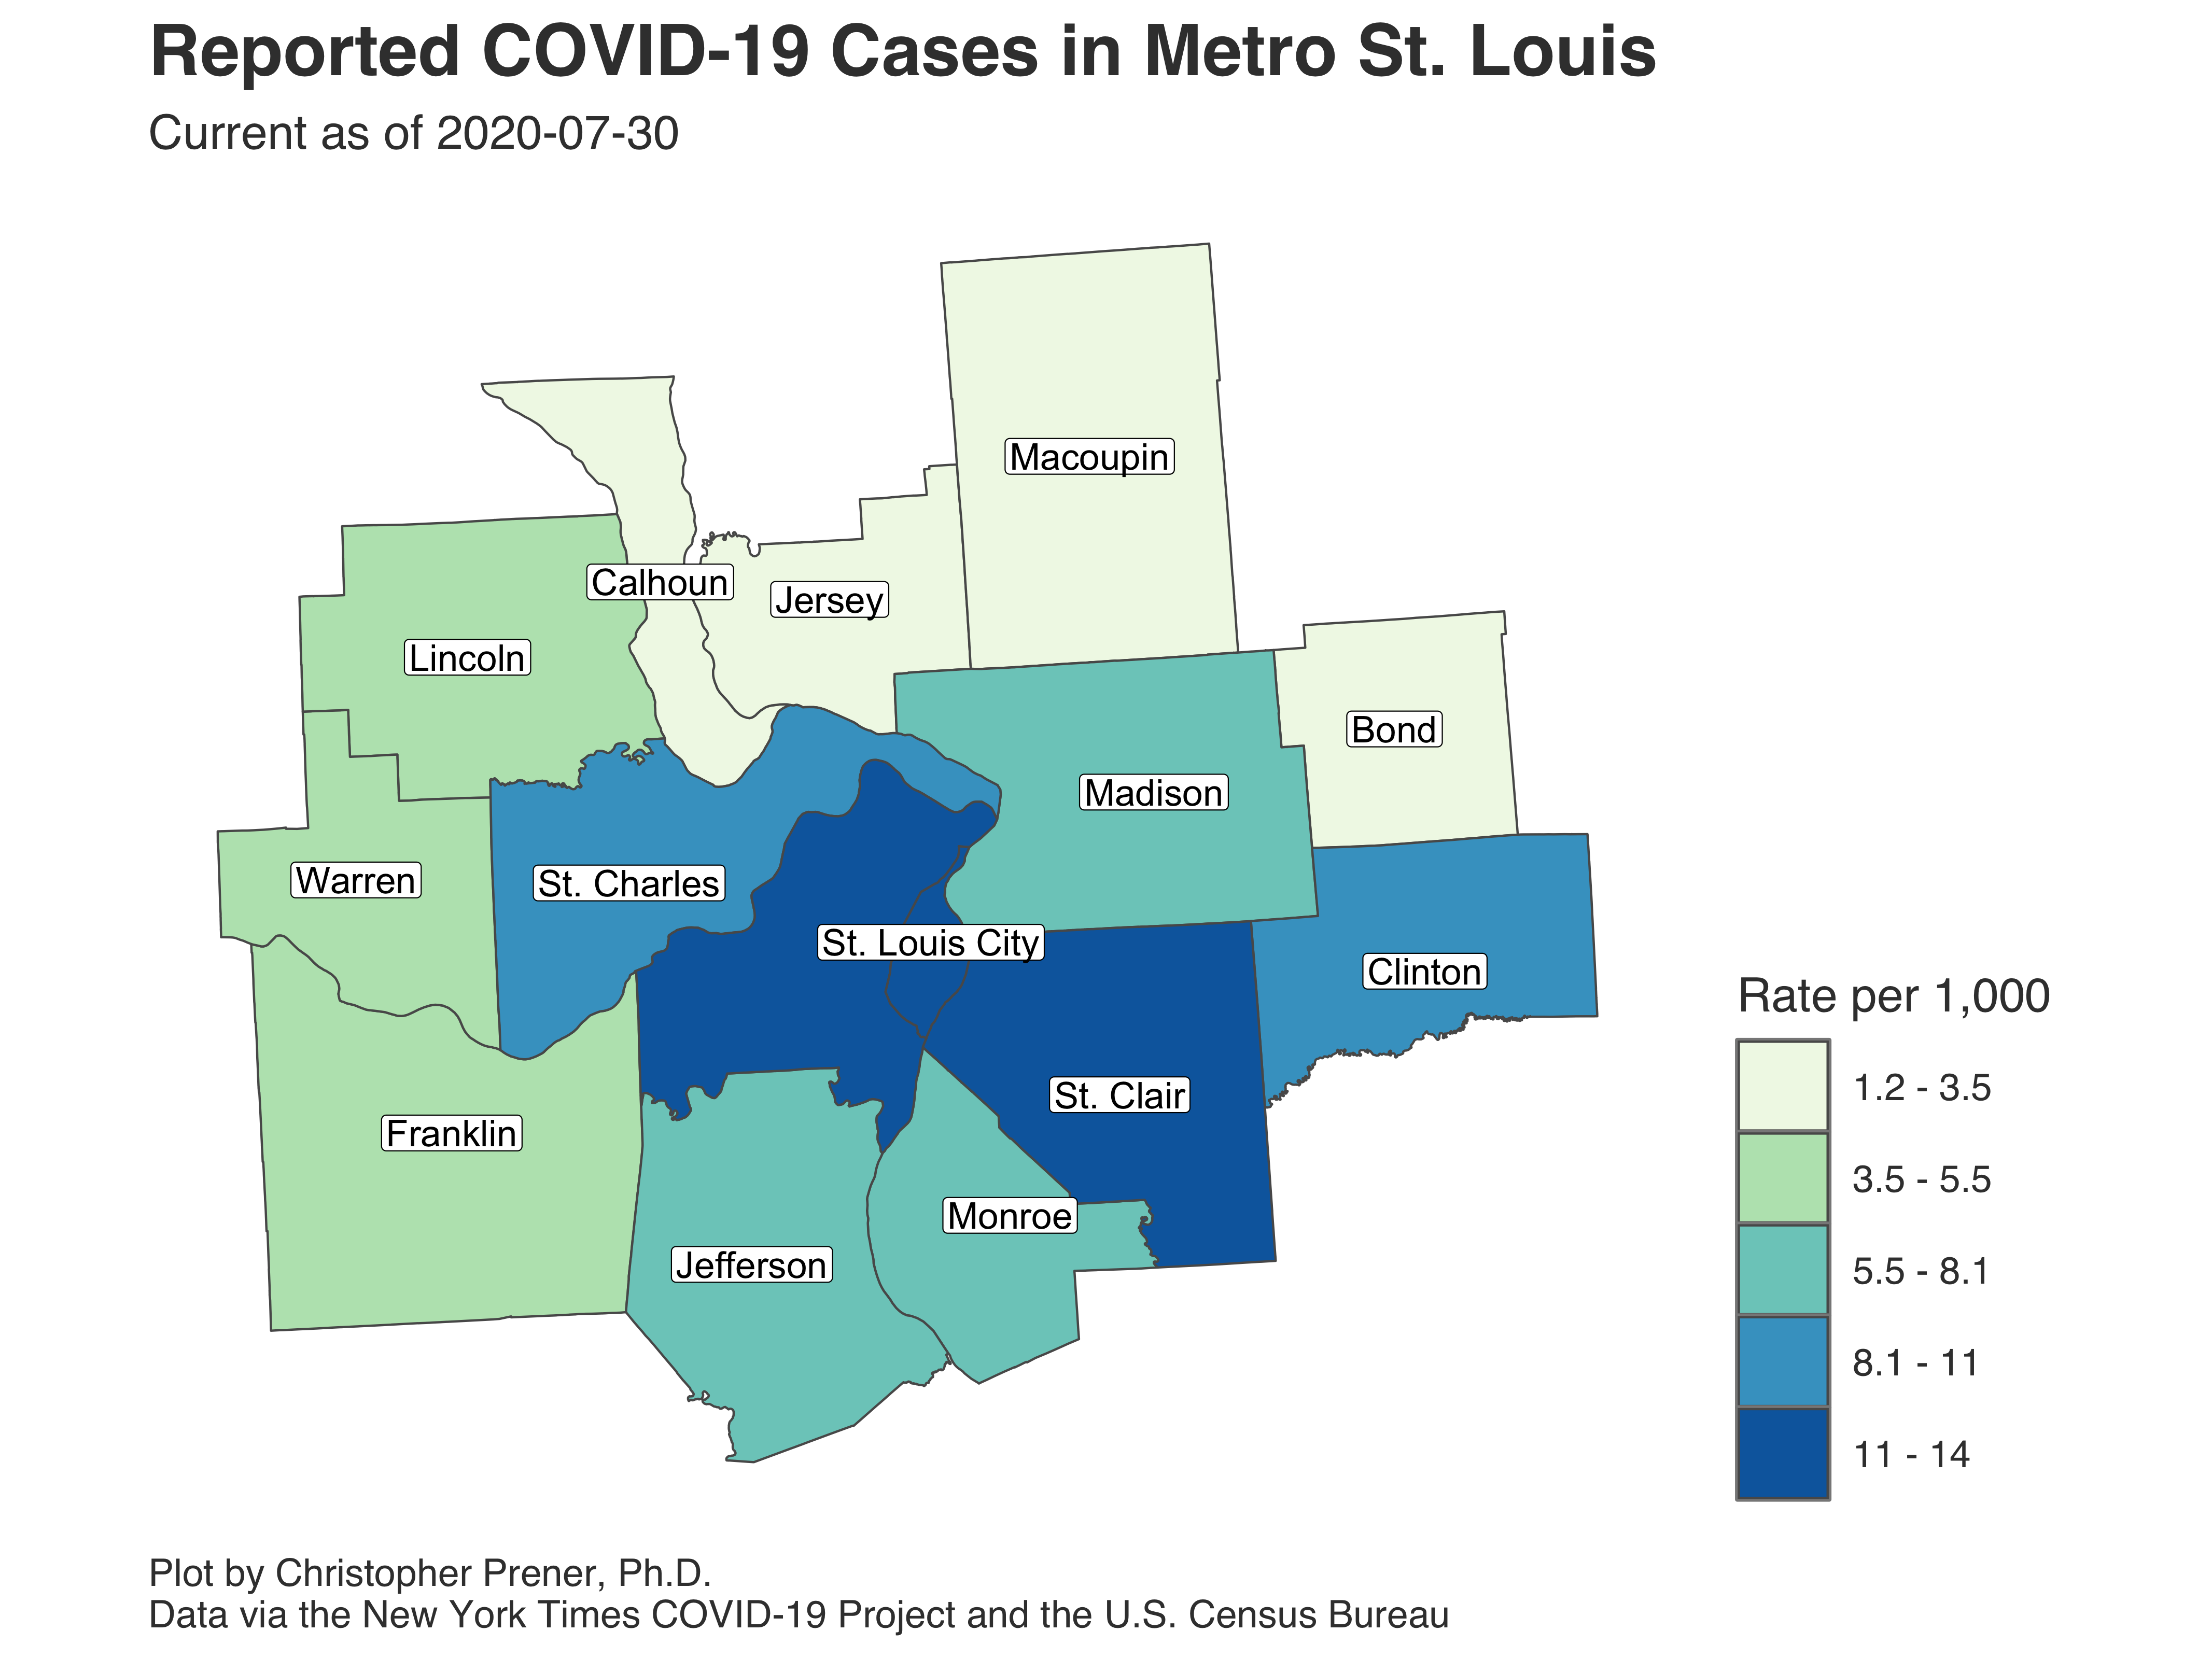 Reported COVID-19 Cases in Metro St. Louis
Current as of 2020-07-30
Macoupin
Calhoun
Jersey
Lincoln
Bond
Madison
Warren
St. Charles
St. Louis City
Clinton
St. Clair
Franklin
Monroe
Jefferson
Rate per 1,000
1.2 - 3.5
3.5 - 5.5
5.5 - 8.1
8.1 - 11
11 - 14
Plot by Christopher Prener, Ph.D.
Data via the New York Times COVID-19 Project and the U.S. Census Bureau